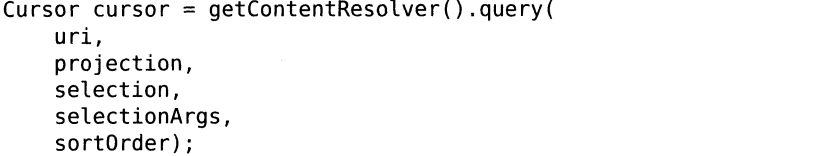 Cursor cursor = getContentResolver().query(
    uri,
    projection,
    selection,
    selectionArgs,
    sortOrder);